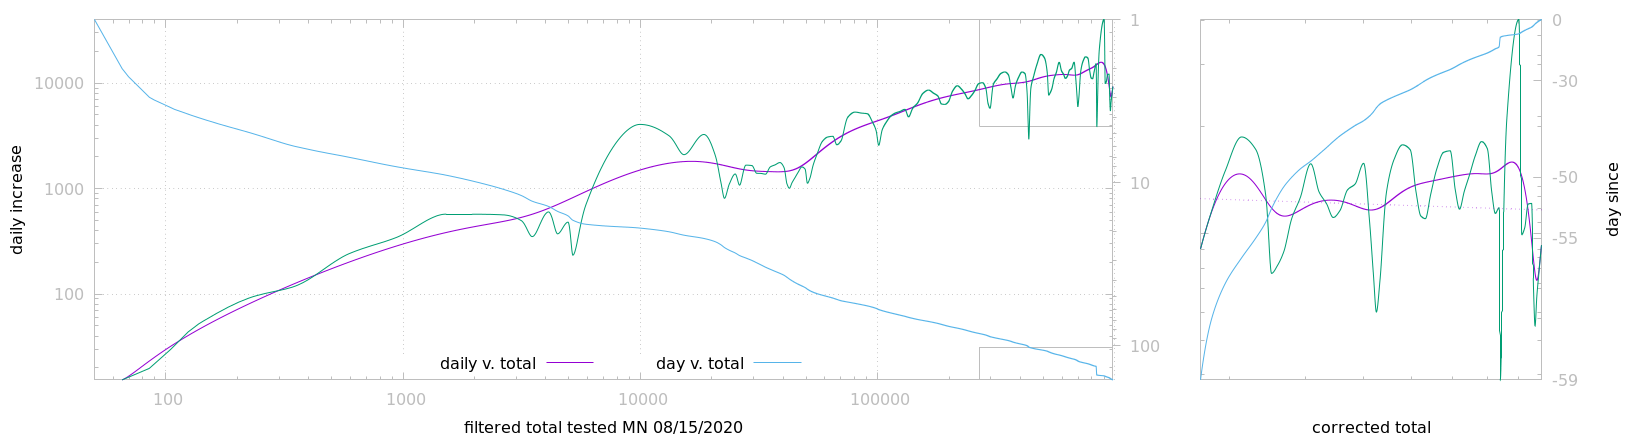 daily increase
10000
1000
100
100
1000
10000
100000
filtered total tested MN 08/15/2020
daily v. total
day v. total
1
10
100
0
-30
-50
-55
-59
day since
corrected total